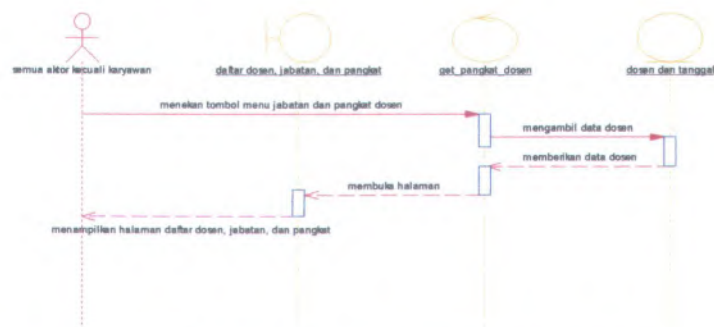 semua aktor kecuali karyawan
daftar dosen, jabatan, dan pangkat
get_pangkat_dosen
dosen dan tanggal
menekan tombol menu jabatan dan pangkat dosen
mengambil data dosen
memberikan data dosen
membuka halaman
menampilkan halaman daftar dosen, jabatan, dan pangkat